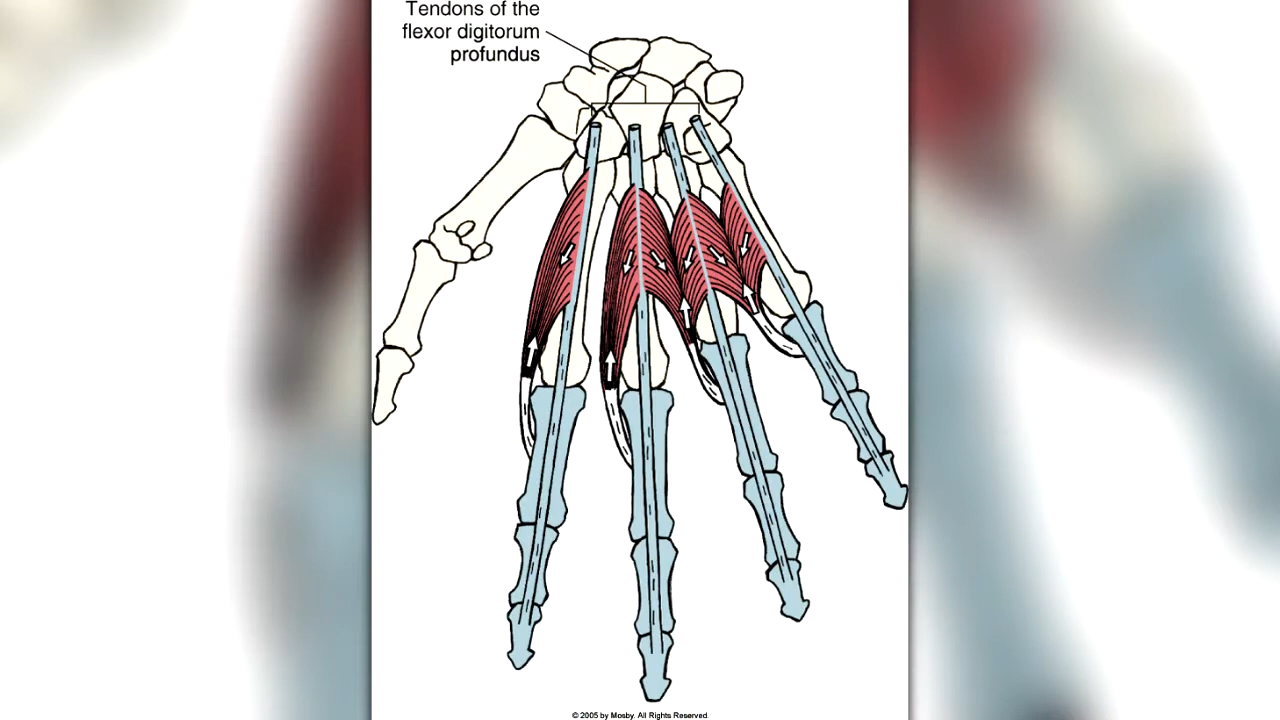 Tendons of the
flexor digitorum
profundus
© 2005 by Mosby. All Rights Reserved.